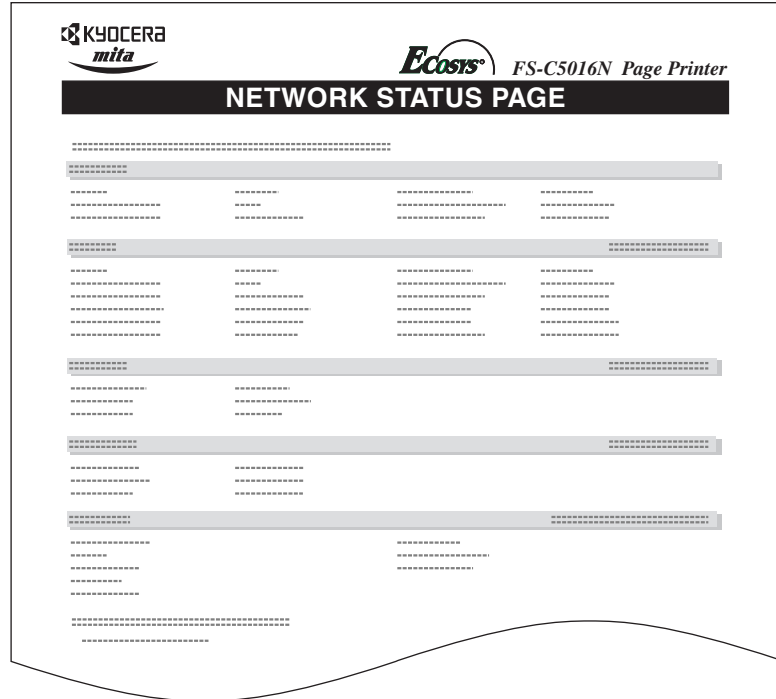 KYOCERA
mita
Ecosys
FS-C5016N Page Printer
NETWORK STATUS PAGE